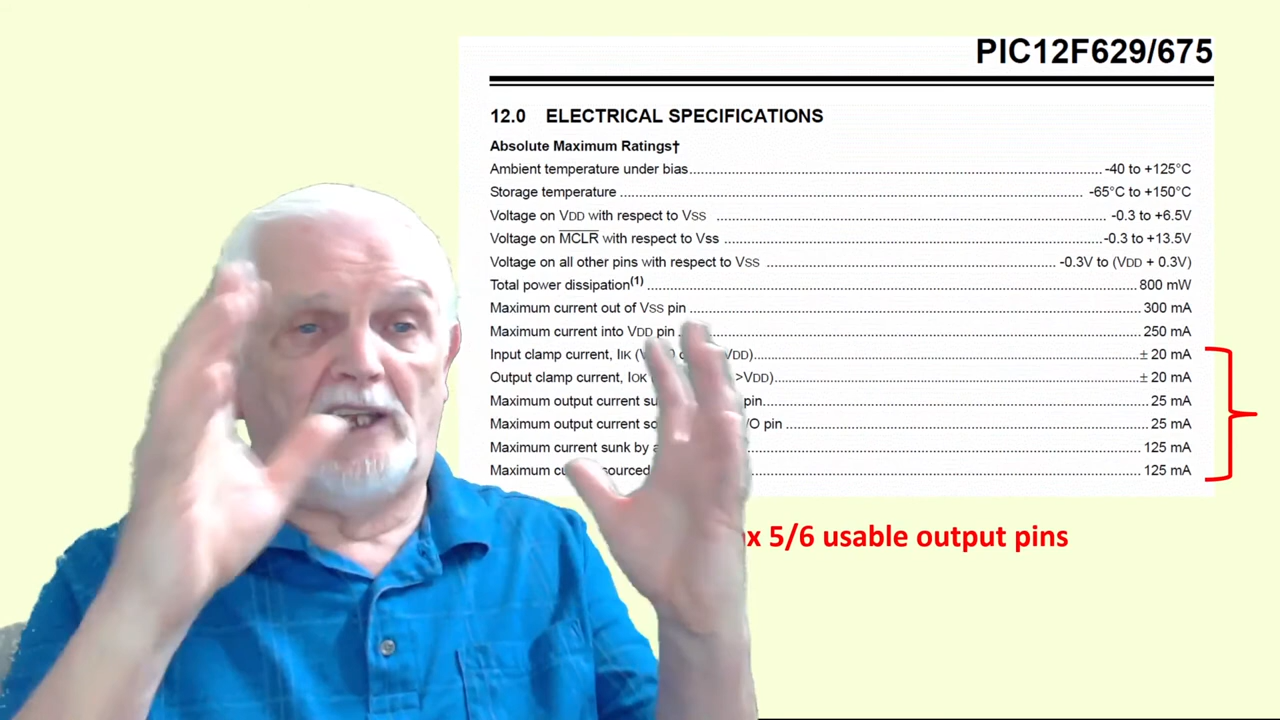 PIC12F629/675
12.0 ELECTRICAL SPECIFICATIONS
Absolute Maximum Ratings†
Ambient temperature under bias........ -40 to +125°C
Storage temperature ........ -65°C to +150°C
Voltage on VDD with respect to VSS ........ -0.3 to +6.5V
Voltage on MCLR with respect to Vss ........ -0.3 to +13.5V
Voltage on all other pins with respect to VSS ........ -0.3V to (VDD + 0.3V)
Total power dissipation(1) ........ 800 mW
Maximum current out of VSS pin ........ 300 mA
Maximum current into VDD pin ........ 250 mA
Input clamp current, IIK (V VDD)........ ± 20 mA
Output clamp current, IOK ( >VDD)........ ± 20 mA
Maximum output current pin........ 25 mA
Maximum output current /O pin ........ 25 mA
Maximum current sunk by ........ 125 mA
Maximum sourced ........ 125 mA
5/6 usable output pins